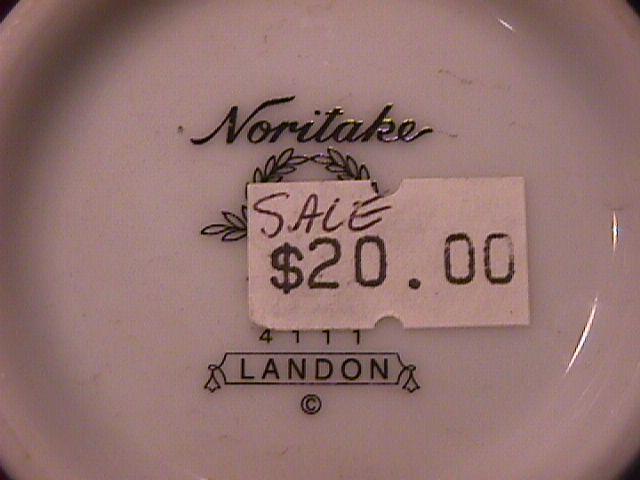 Noritake
SALE
$20.00
4111
LANDON
©